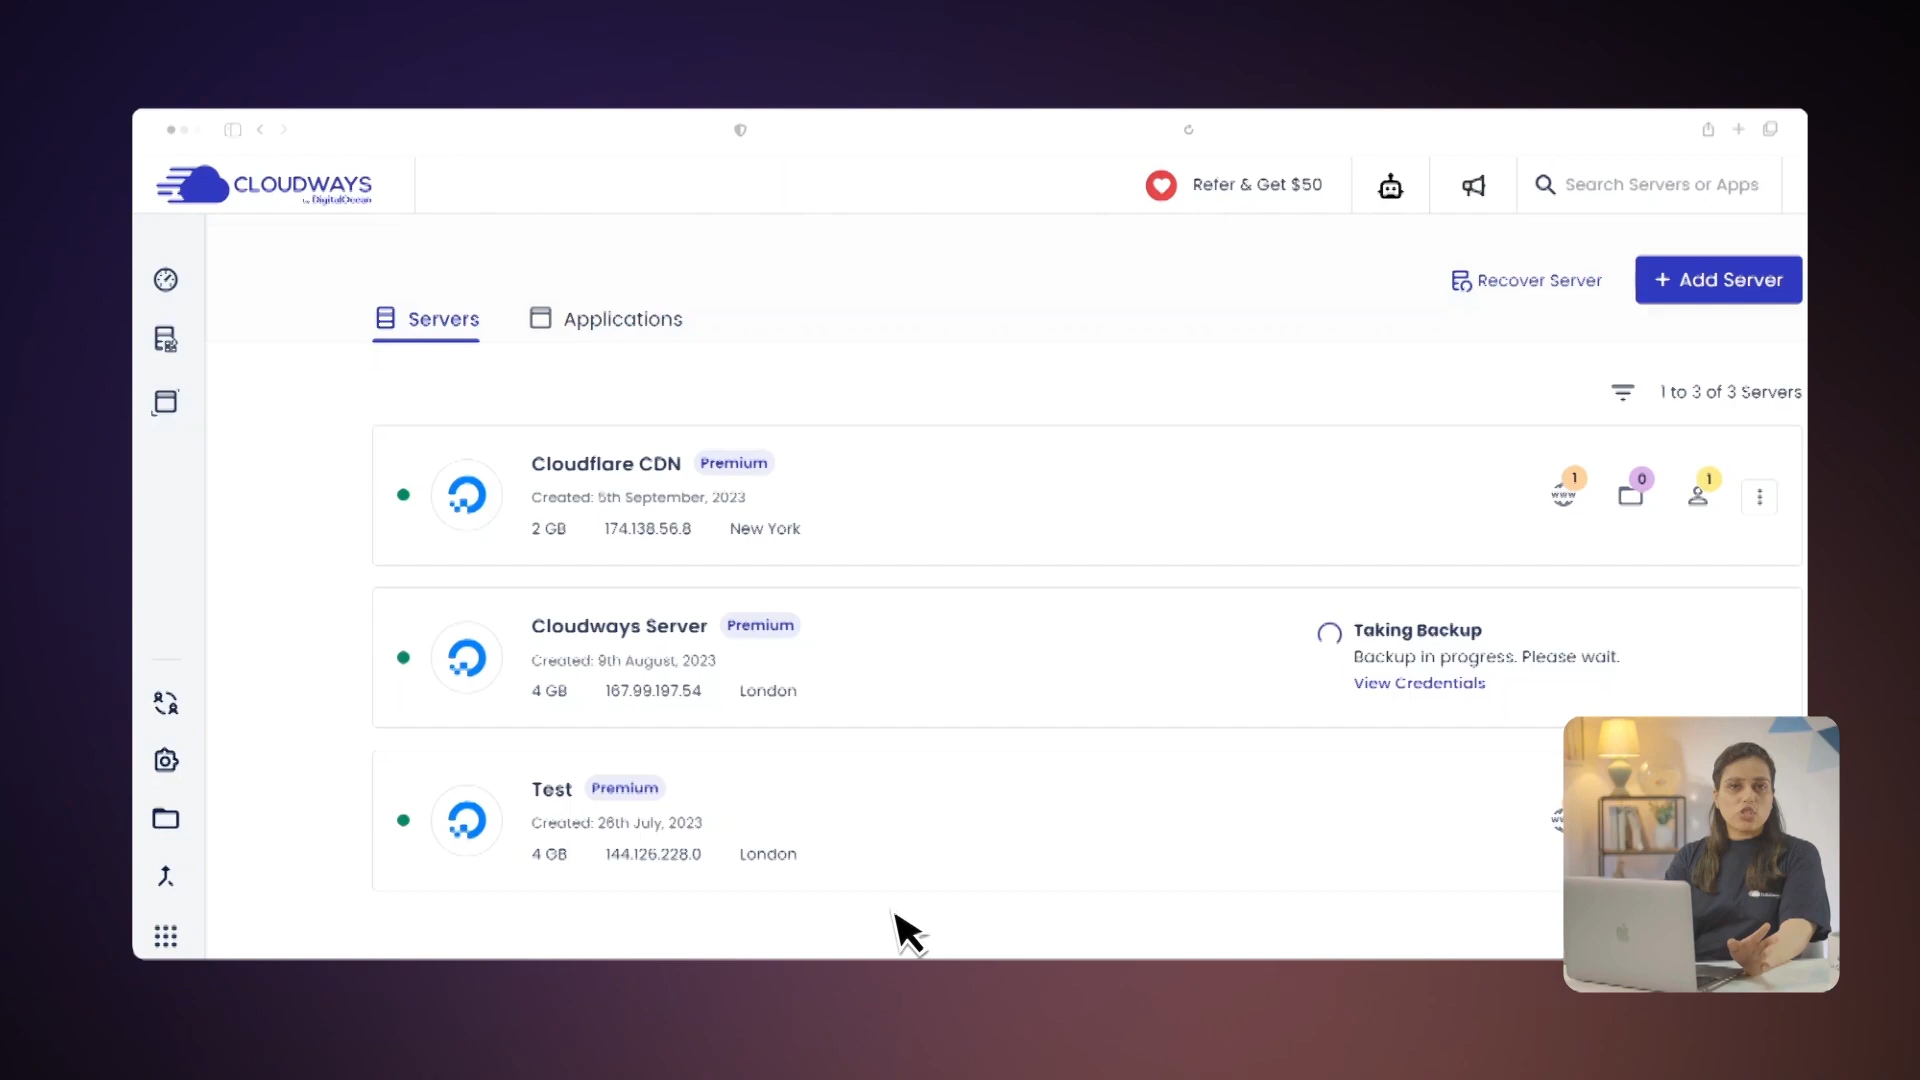 CLOUDWAYS
by DigitalOcean
Refer & Get $50
Search Servers or Apps
Recover Server
+ Add Server
Servers
Applications
1 to 3 of 3 Servers
Cloudflare CDN Premium
Created: 5th September, 2023
2 GB 174.138.56.8 New York
www 1 0 1
Cloudways Server Premium
Created: 9th August, 2023
4 GB 167.99.197.54 London
Taking Backup
Backup in progress. Please wait.
View Credentials
Test Premium
Created: 26th July, 2023
4 GB 144.126.228.0 London